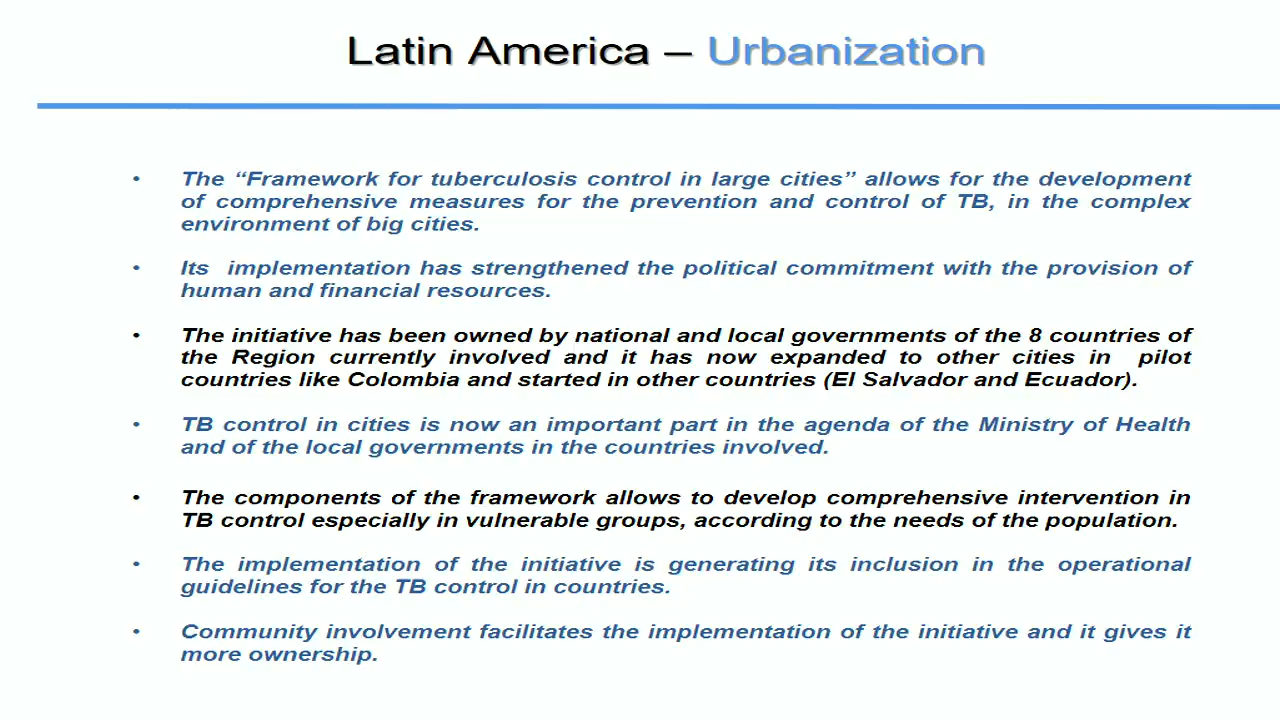 Latin America – Urbanization
• The “Framework for tuberculosis control in large cities” allows for the development
of comprehensive measures for the prevention and control of TB, in the complex
environment of big cities.
• Its implementation has strengthened the political commitment with the provision of
human and financial resources.
• The initiative has been owned by national and local governments of the 8 countries of
the Region currently involved and it has now expanded to other cities in pilot
countries like Colombia and started in other countries (El Salvador and Ecuador).
• TB control in cities is now an important part in the agenda of the Ministry of Health
and of the local governments in the countries involved.
• The components of the framework allows to develop comprehensive intervention in
TB control especially in vulnerable groups, according to the needs of the population.
• The implementation of the initiative is generating its inclusion in the operational
guidelines for the TB control in countries.
• Community involvement facilitates the implementation of the initiative and it gives it
more ownership.